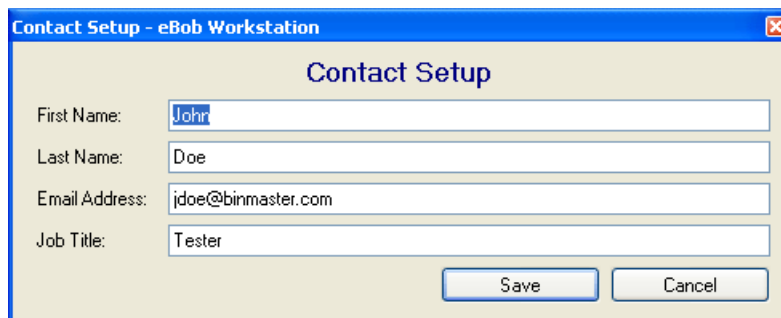 Contact Setup - eBob Workstation
Contact Setup
First Name: John
Last Name: Doe
Email Address: jdoe@binmaster.com
Job Title: Tester
Save Cancel